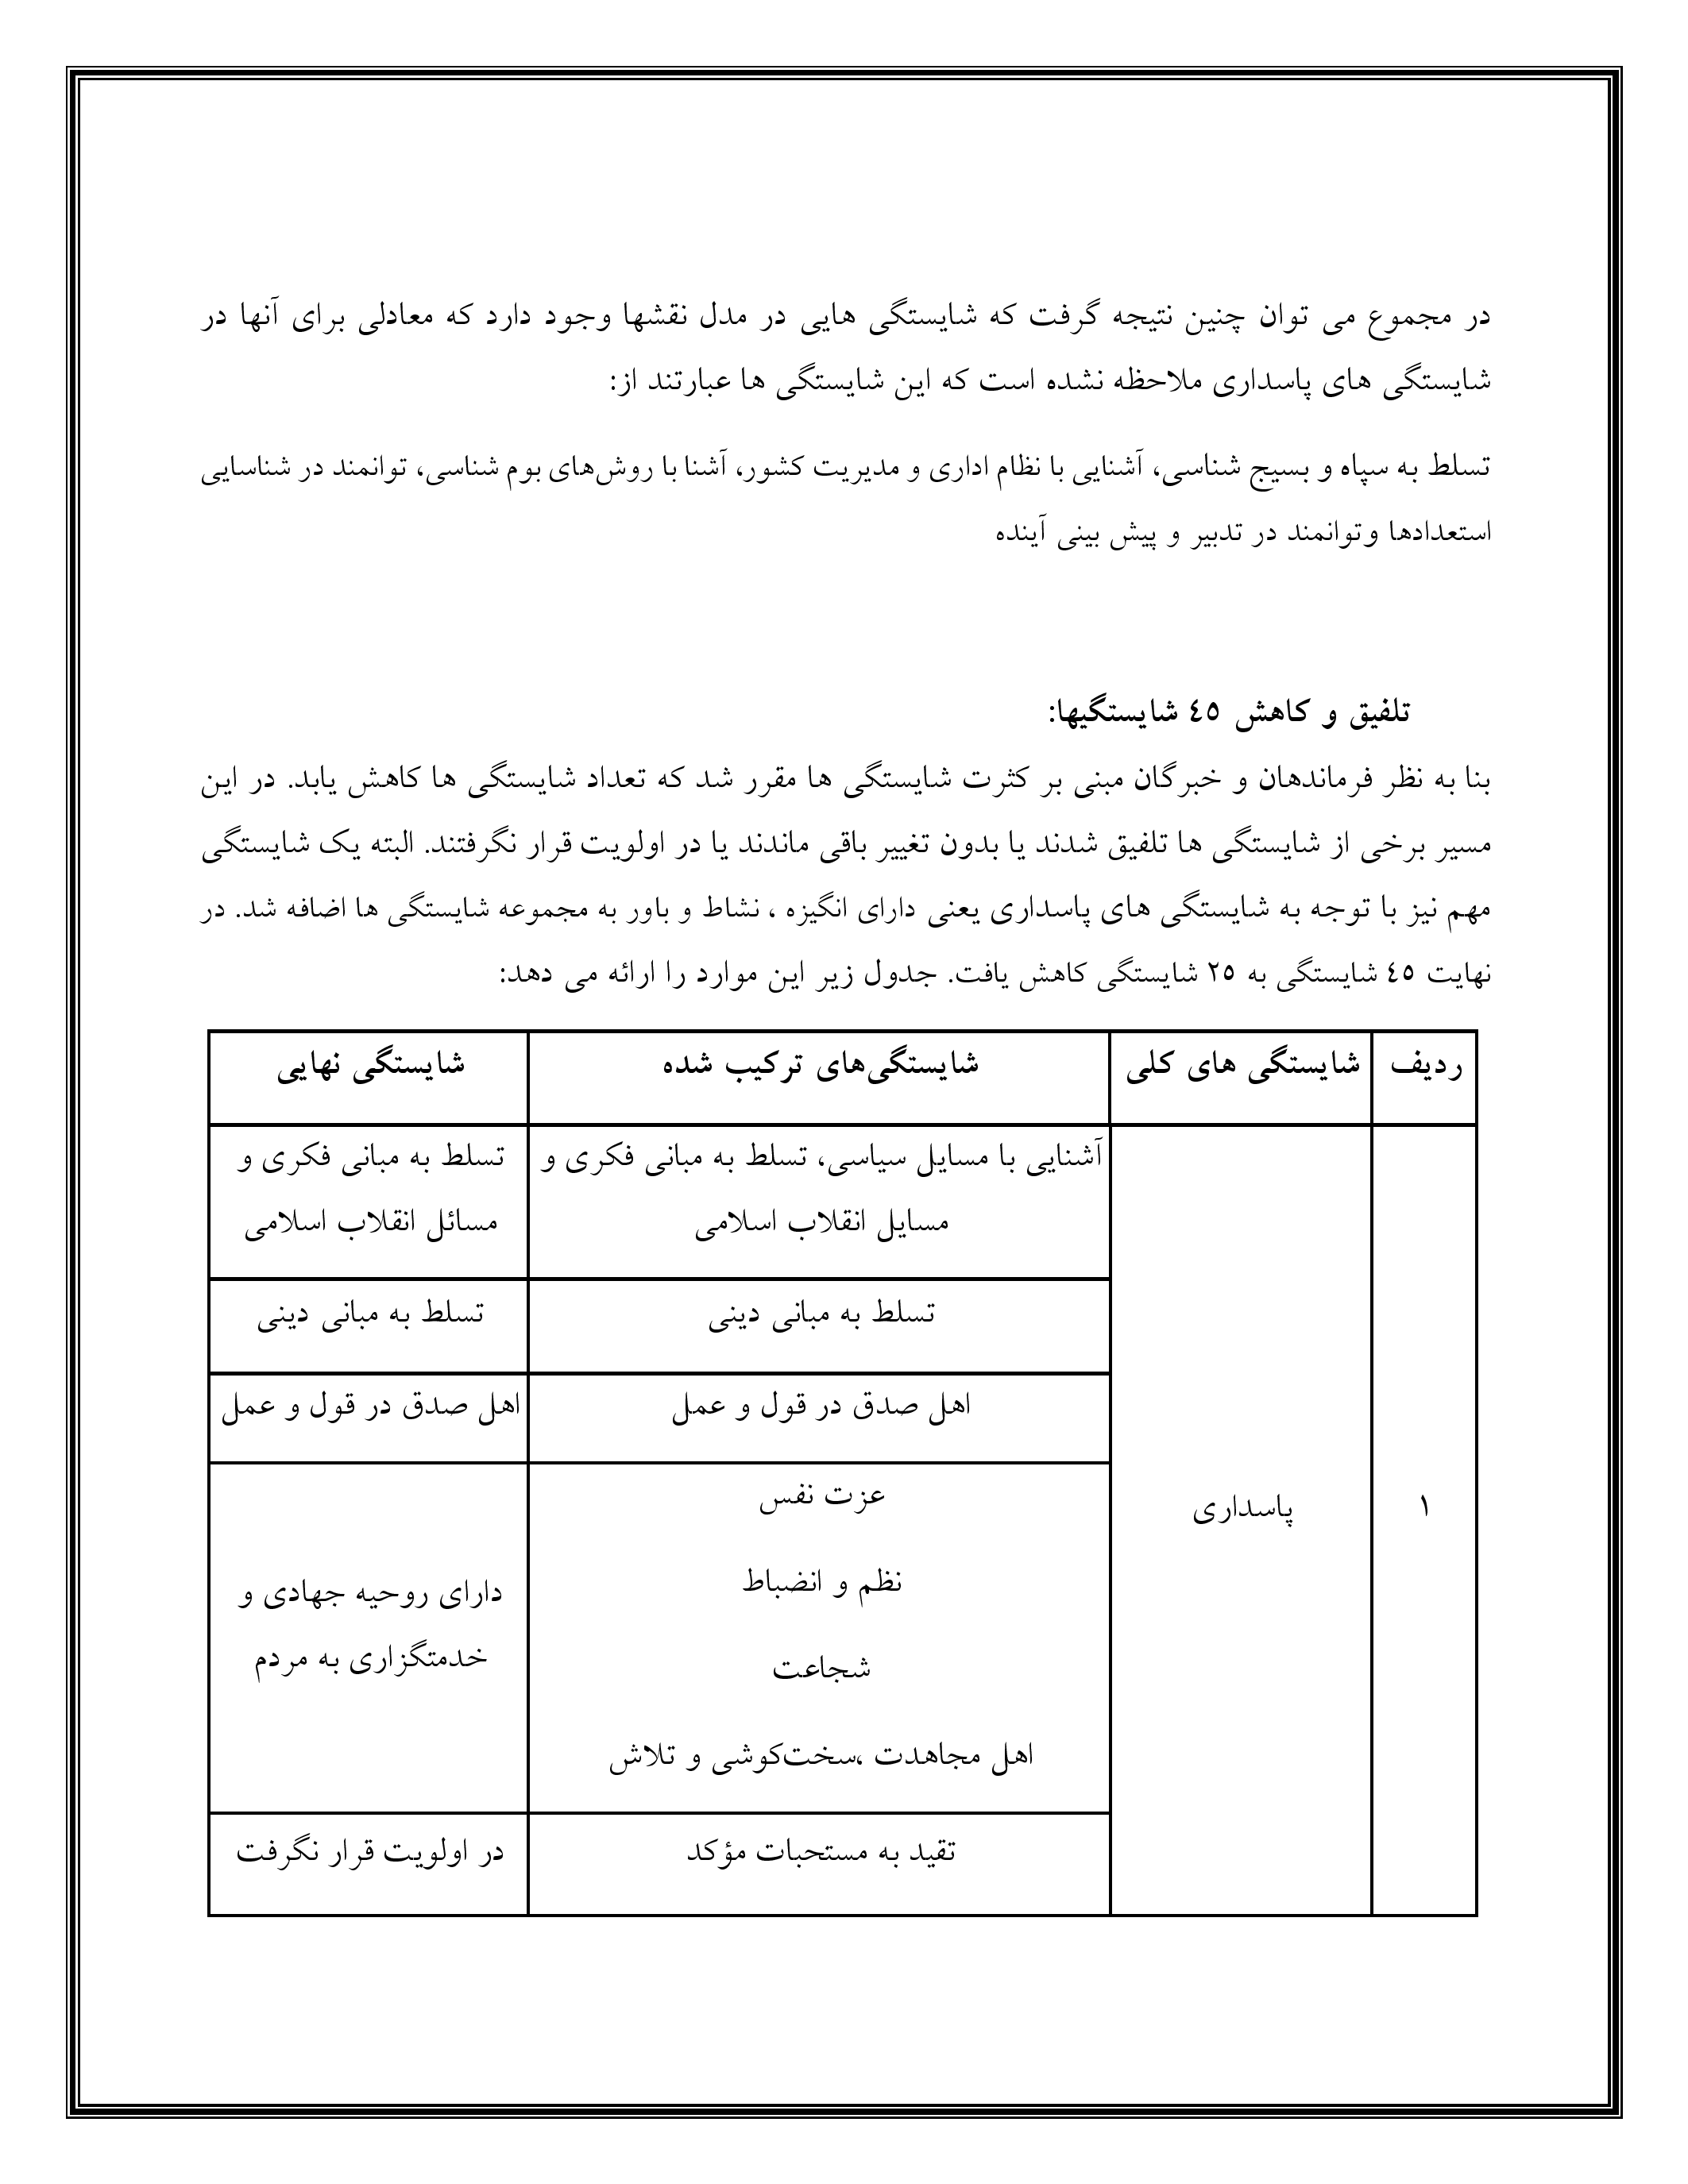 در مجموع می توان چنین نتیجه گرفت که شایستگی هایی در مدل نقشها وجود دارد که معادلی برای آنها در
شایستگی های پاسداری ملاحظه نشده است که این شایستگی ها عبارتند از:
تسلط به سپاه و بسیج شناسی، آشنایی با نظام اداری و مدیریت کشور، آشنا با روش‌های بوم شناسی، توانمند در شناسایی
استعدادها وتوانمند در تدبیر و پیش بینی آینده
تلفیق و کاهش ٤٥ شایستگیها:
بنا به نظر فرماندهان و خبرگان مبنی بر کثرت شایستگی ها مقرر شد که تعداد شایستگی ها کاهش یابد. در این
مسیر برخی از شایستگی ها تلفیق شدند یا بدون تغییر باقی ماندند یا در اولویت قرار نگرفتند. البته یک شایستگی
مهم نیز با توجه به شایستگی های پاسداری یعنی دارای انگیزه ، نشاط و باور به مجموعه شایستگی ها اضافه شد. در
نهایت ٤٥ شایستگی به ٢٥ شایستگی کاهش یافت. جدول زیر این موارد را ارائه می دهد:
ردیف شایستگی های کلی شایستگی‌های ترکیب شده شایستگی نهایی
آشنایی با مسایل سیاسی، تسلط به مبانی فکری و تسلط به مبانی فکری و
مسایل انقلاب اسلامی مسائل انقلاب اسلامی
تسلط به مبانی دینی تسلط به مبانی دینی
اهل صدق در قول و عمل اهل صدق در قول و عمل
عزت نفس
١ پاسداری
نظم و انضباط
دارای روحیه جهادی و
خدمتگزاری به مردم
شجاعت
اهل مجاهدت ،سخت‌کوشی و تلاش
تقید به مستحبات مؤکد در اولویت قرار نگرفت